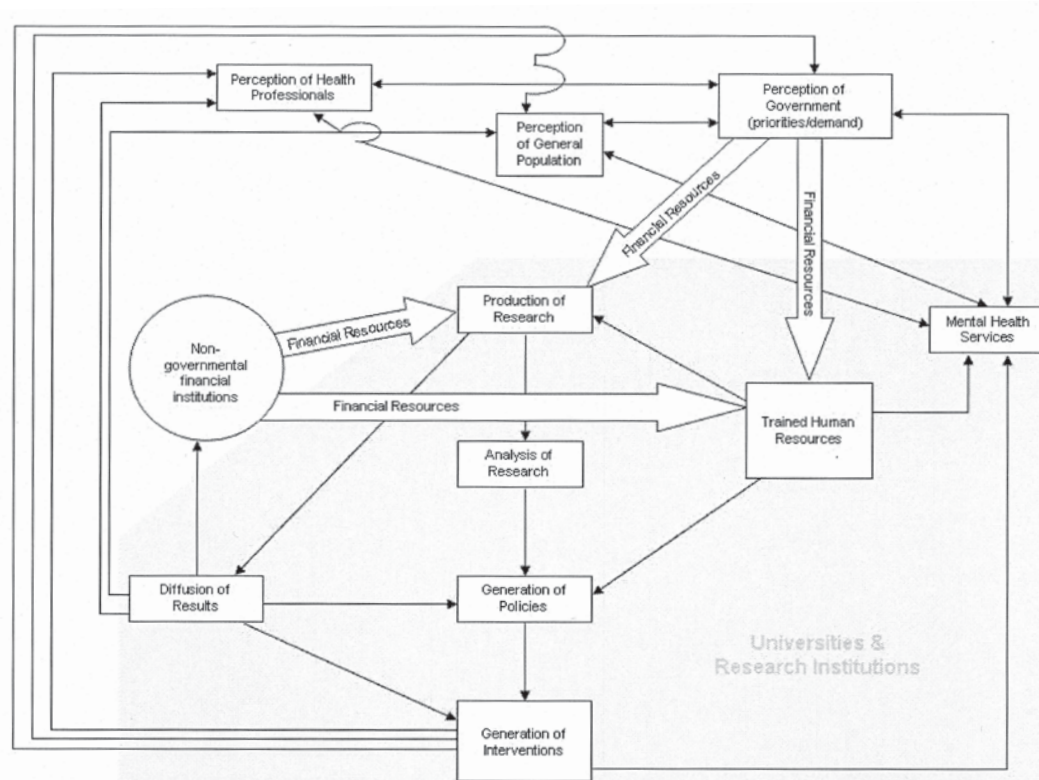 Perception of Health
Professionals
Perception of
Government
(priorities/demand)
Perception
of General
Population
Financial Resources
Financial Resources
Production of
Research
Mental Health
Services
Non-
governmental
financial
institutions
Financial Resources
Financial Resources
Trained Human
Resources
Analysis of
Research
Diffusion of
Results
Generation of
Policies
Universities &
Research Institutions
Generation of
Interventions